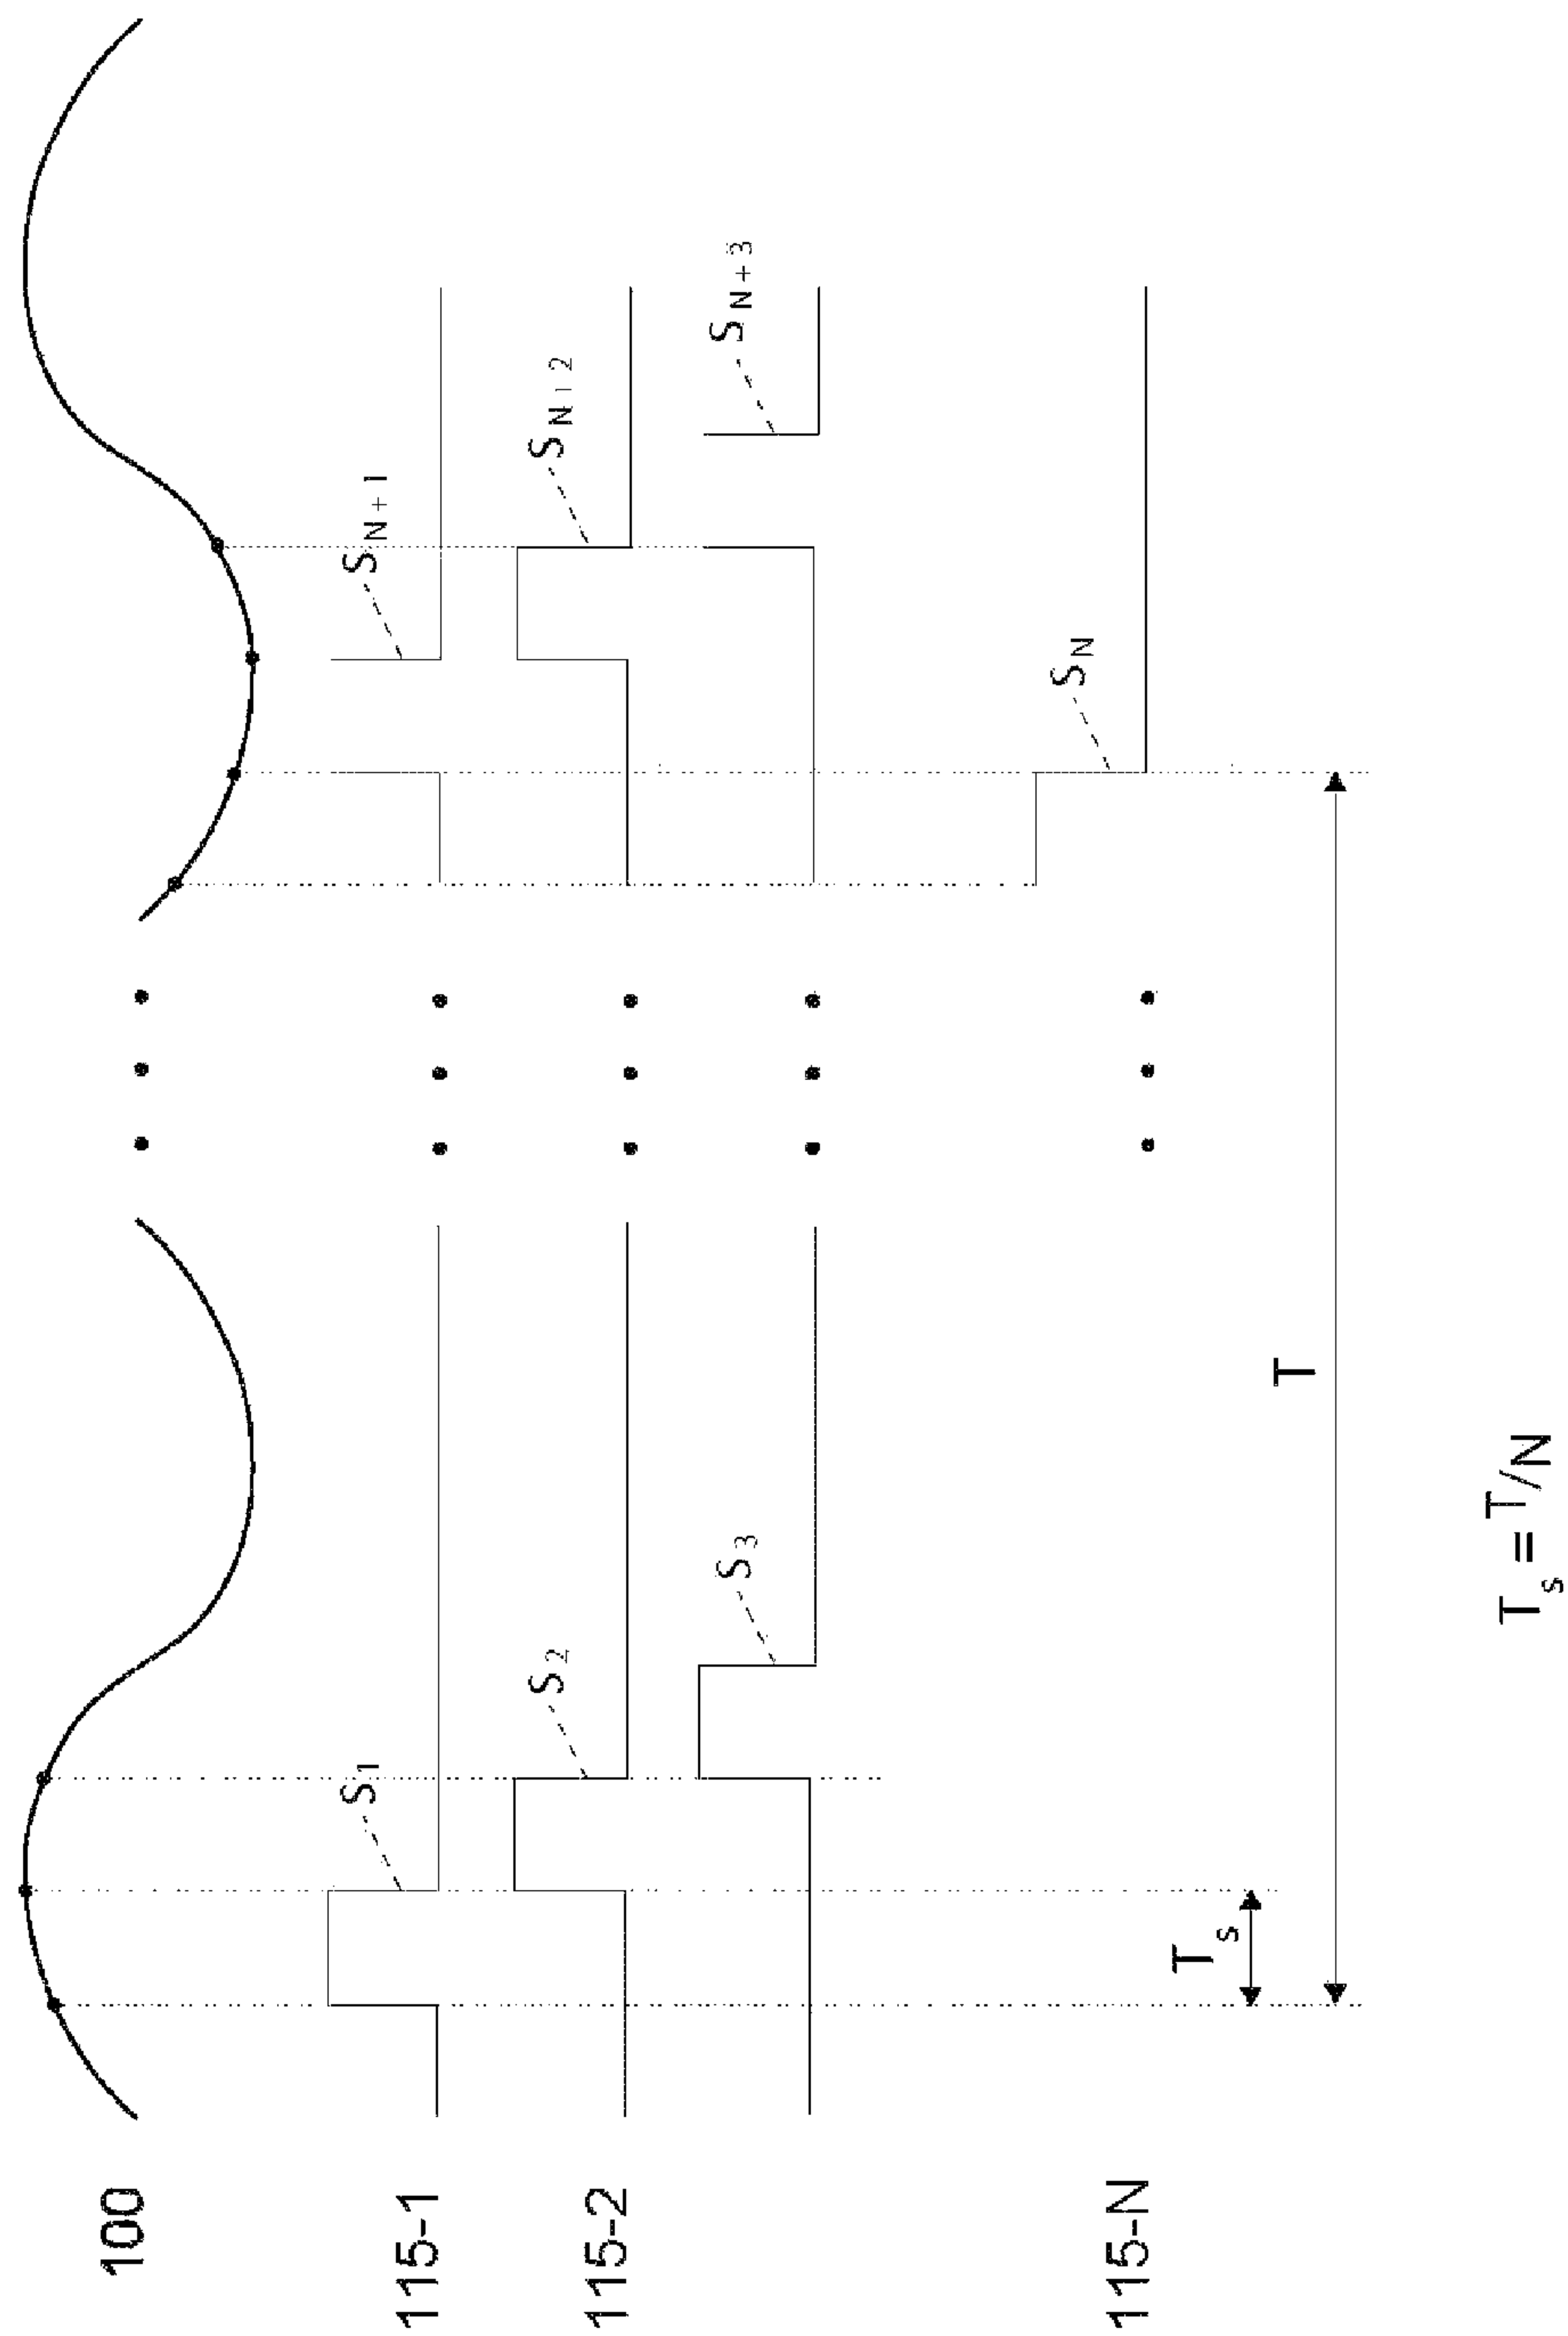 100
115-1
S1
SN+1
115-2
S2
SN+2
S3
SN+3
115-N
SN
Ts
T
Ts = T/N